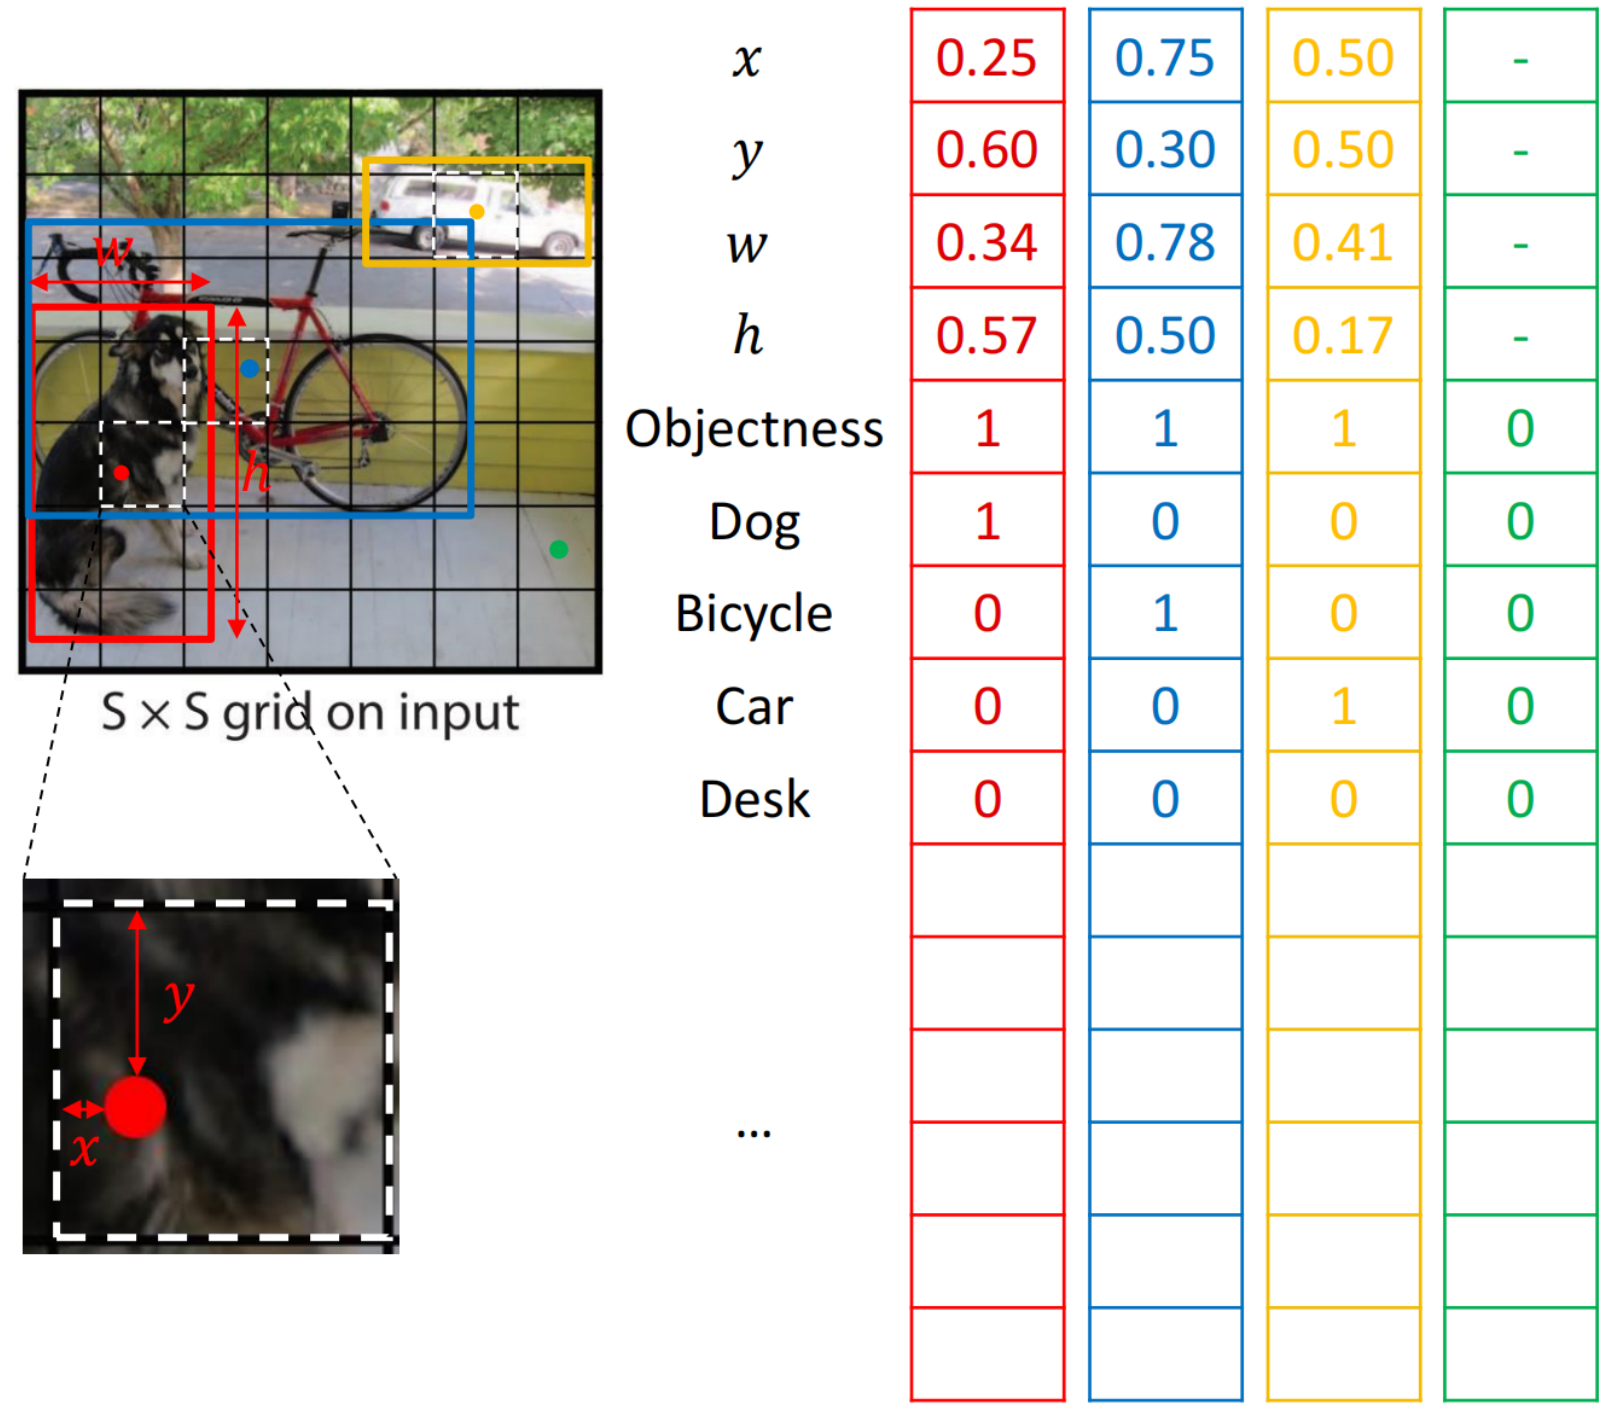 x 0.25 0.75 0.50 -
y 0.60 0.30 0.50 -
w 0.34 0.78 0.41 -
h 0.57 0.50 0.17 -
Objectness 1 1 1 0
Dog 1 0 0 0
Bicycle 0 1 0 0
Car 0 0 1 0
Desk 0 0 0 0
...
w
h
S × S grid on input
y
x